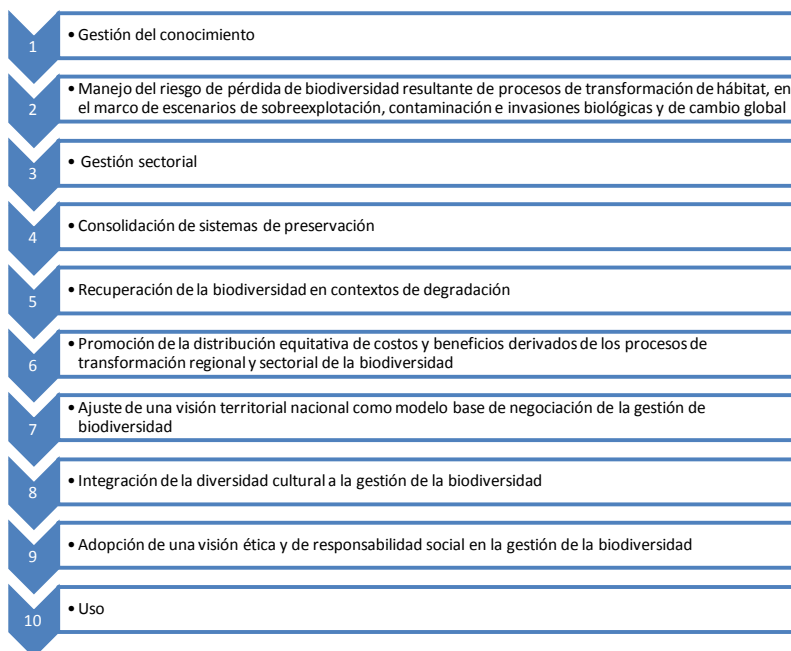 1
• Gestión del conocimiento
2
• Manejo del riesgo de pérdida de biodiversidad resultante de procesos de transformación de hábitat, en
el marco de escenarios de sobreexplotación, contaminación e invasiones biológicas y de cambio global
3
• Gestión sectorial
4
• Consolidación de sistemas de preservación
5
• Recuperación de la biodiversidad en contextos de degradación
6
• Promoción de la distribución equitativa de costos y beneficios derivados de los procesos de
transformación regional y sectorial de la biodiversidad
7
• Ajuste de una visión territorial nacional como modelo base de negociación de la gestión de
biodiversidad
8
• Integración de la diversidad cultural a la gestión de la biodiversidad
9
• Adopción de una visión ética y de responsabilidad social en la gestión de la biodiversidad
10
• Uso